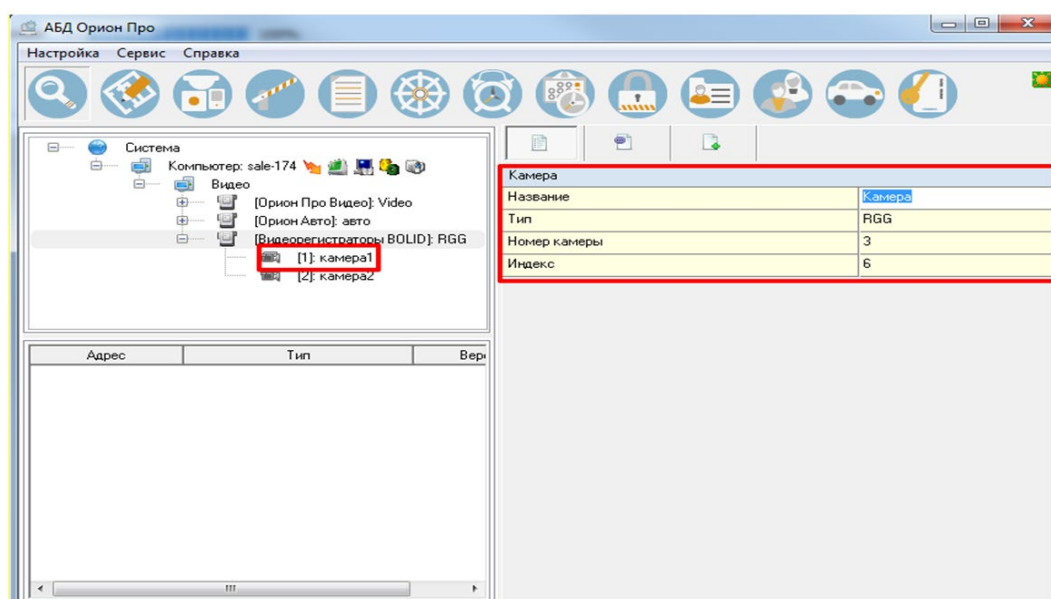 АБД Орион Про
Настройка Сервис Справка
Система
Компьютер: sale-174
Видео
[Орион Про Видео]: Video
[Орион Авто]: авто
[Видеорегистраторы BOLID]: RGG
[1]: камера1
[2]: камера2
Адрес Тип Верс
Камера
Название Камера
Тип RGG
Номер камеры 3
Индекс 6